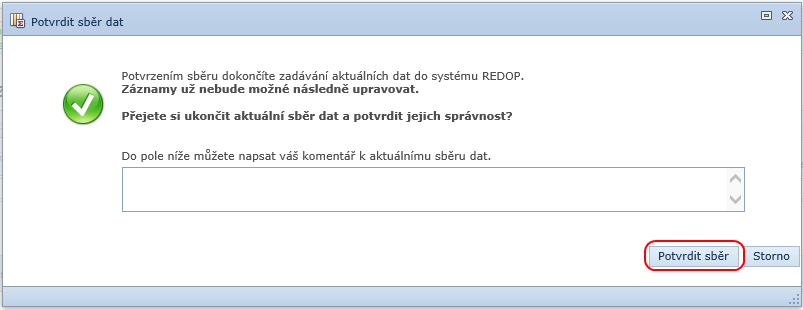 Potvrdit sběr dat
Potvrzením sběru dokončíte zadávání aktuálních dat do systému REDOP.
Záznamy už nebude možné následně upravovat.
Přejete si ukončit aktuální sběr dat a potvrdit jejich správnost?
Do pole níže můžete napsat váš komentář k aktuálnímu sběru dat.
Potvrdit sběr Storno